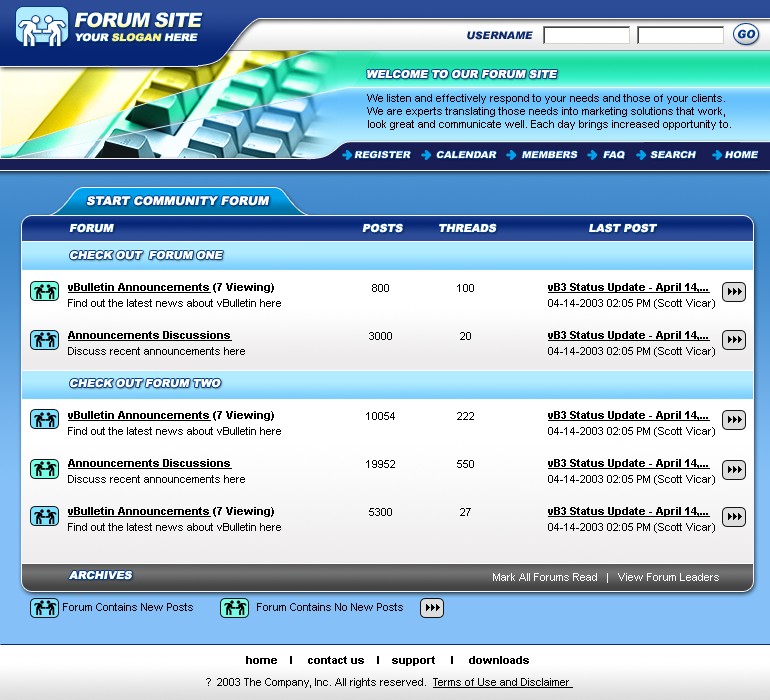 FORUM SITE
YOUR SLOGAN HERE
USERNAME
GO
WELCOME TO OUR FORUM SITE
We listen and effectively respond to your needs and those of your clients.
We are experts translating those needs into marketing solutions that work,
look great and communicate well. Each day brings increased opportunity to.
REGISTER CALENDAR MEMBERS FAQ SEARCH HOME
START COMMUNITY FORUM
FORUM POSTS THREADS LAST POST
CHECK OUT FORUM ONE
vBulletin Announcements (7 Viewing) 800 100 vB3 Status Update - April 14,...
Find out the latest news about vBulletin here 04-14-2003 02:05 PM (Scott Vicar)
Announcements Discussions 3000 20 vB3 Status Update - April 14,...
Discuss recent announcements here 04-14-2003 02:05 PM (Scott Vicar)
CHECK OUT FORUM TWO
vBulletin Announcements (7 Viewing) 10054 222 vB3 Status Update - April 14,...
Find out the latest news about vBulletin here 04-14-2003 02:05 PM (Scott Vicar)
Announcements Discussions 19952 550 vB3 Status Update - April 14,...
Discuss recent announcements here 04-14-2003 02:05 PM (Scott Vicar)
vBulletin Announcements (7 Viewing) 5300 27 vB3 Status Update - April 14,...
Find out the latest news about vBulletin here 04-14-2003 02:05 PM (Scott Vicar)
ARCHIVES Mark All Forums Read | View Forum Leaders
Forum Contains New Posts Forum Contains No New Posts
home | contact us | support | downloads
? 2003 The Company, Inc. All rights reserved. Terms of Use and Disclaimer